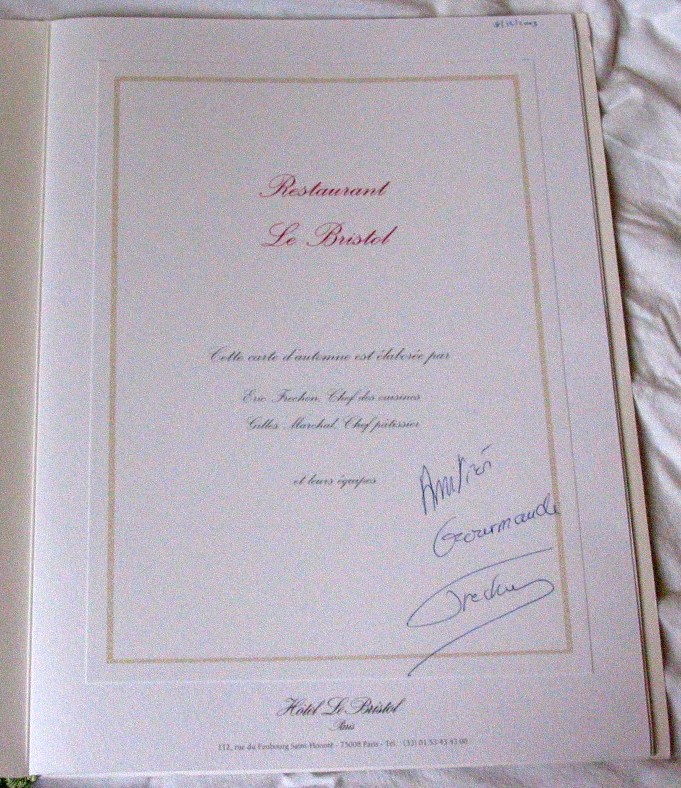 Restaurant
Le Bristol
Cette carte d'automne est élaborée par
Eric Frechon, Chef des cuisines
Gilles Marchal, Chef pâtissier
et leurs équipes
Amitiés
Gourmande
Frechon
Hôtel Le Bristol
Paris
112, rue du Faubourg Saint-Honoré - 75008 Paris - Tél. (33) 01 53 43 43 00